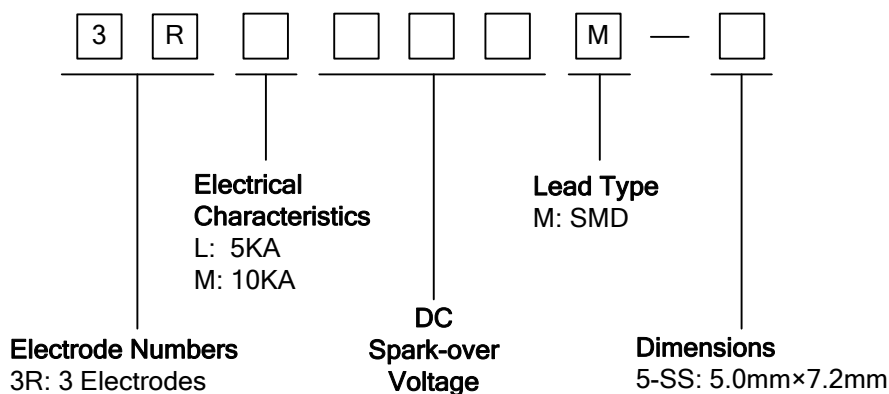 3 R M —
Electrical
Characteristics
L: 5KA
M: 10KA
Lead Type
M: SMD
Electrode Numbers
3R: 3 Electrodes
DC
Spark-over
Voltage
Dimensions
5-SS: 5.0mm×7.2mm